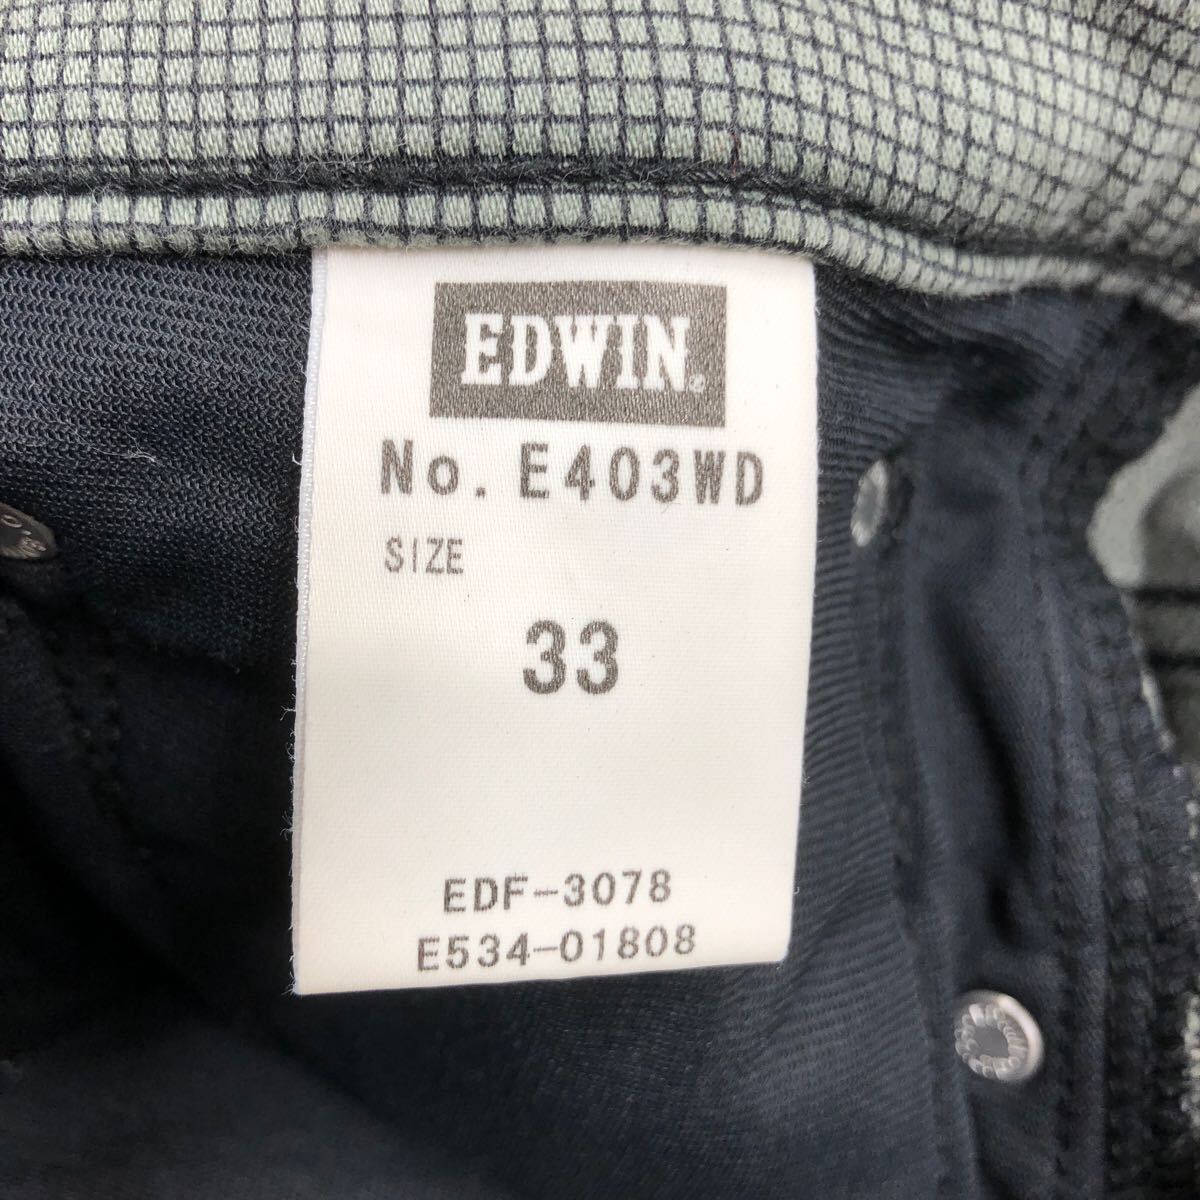 EDWIN®
No. E403WD
SIZE
33
EDF-3078
E534-01808